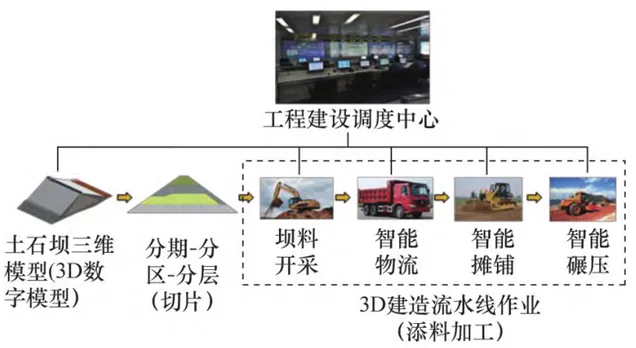 工程建设调度中心
土石坝三维
模型(3D数
字模型）
分期-分
区-分层
（切片）
坝料
开采
智能
物流
智能
摊铺
智能
碾压
3D建造流水线作业
（添料加工）